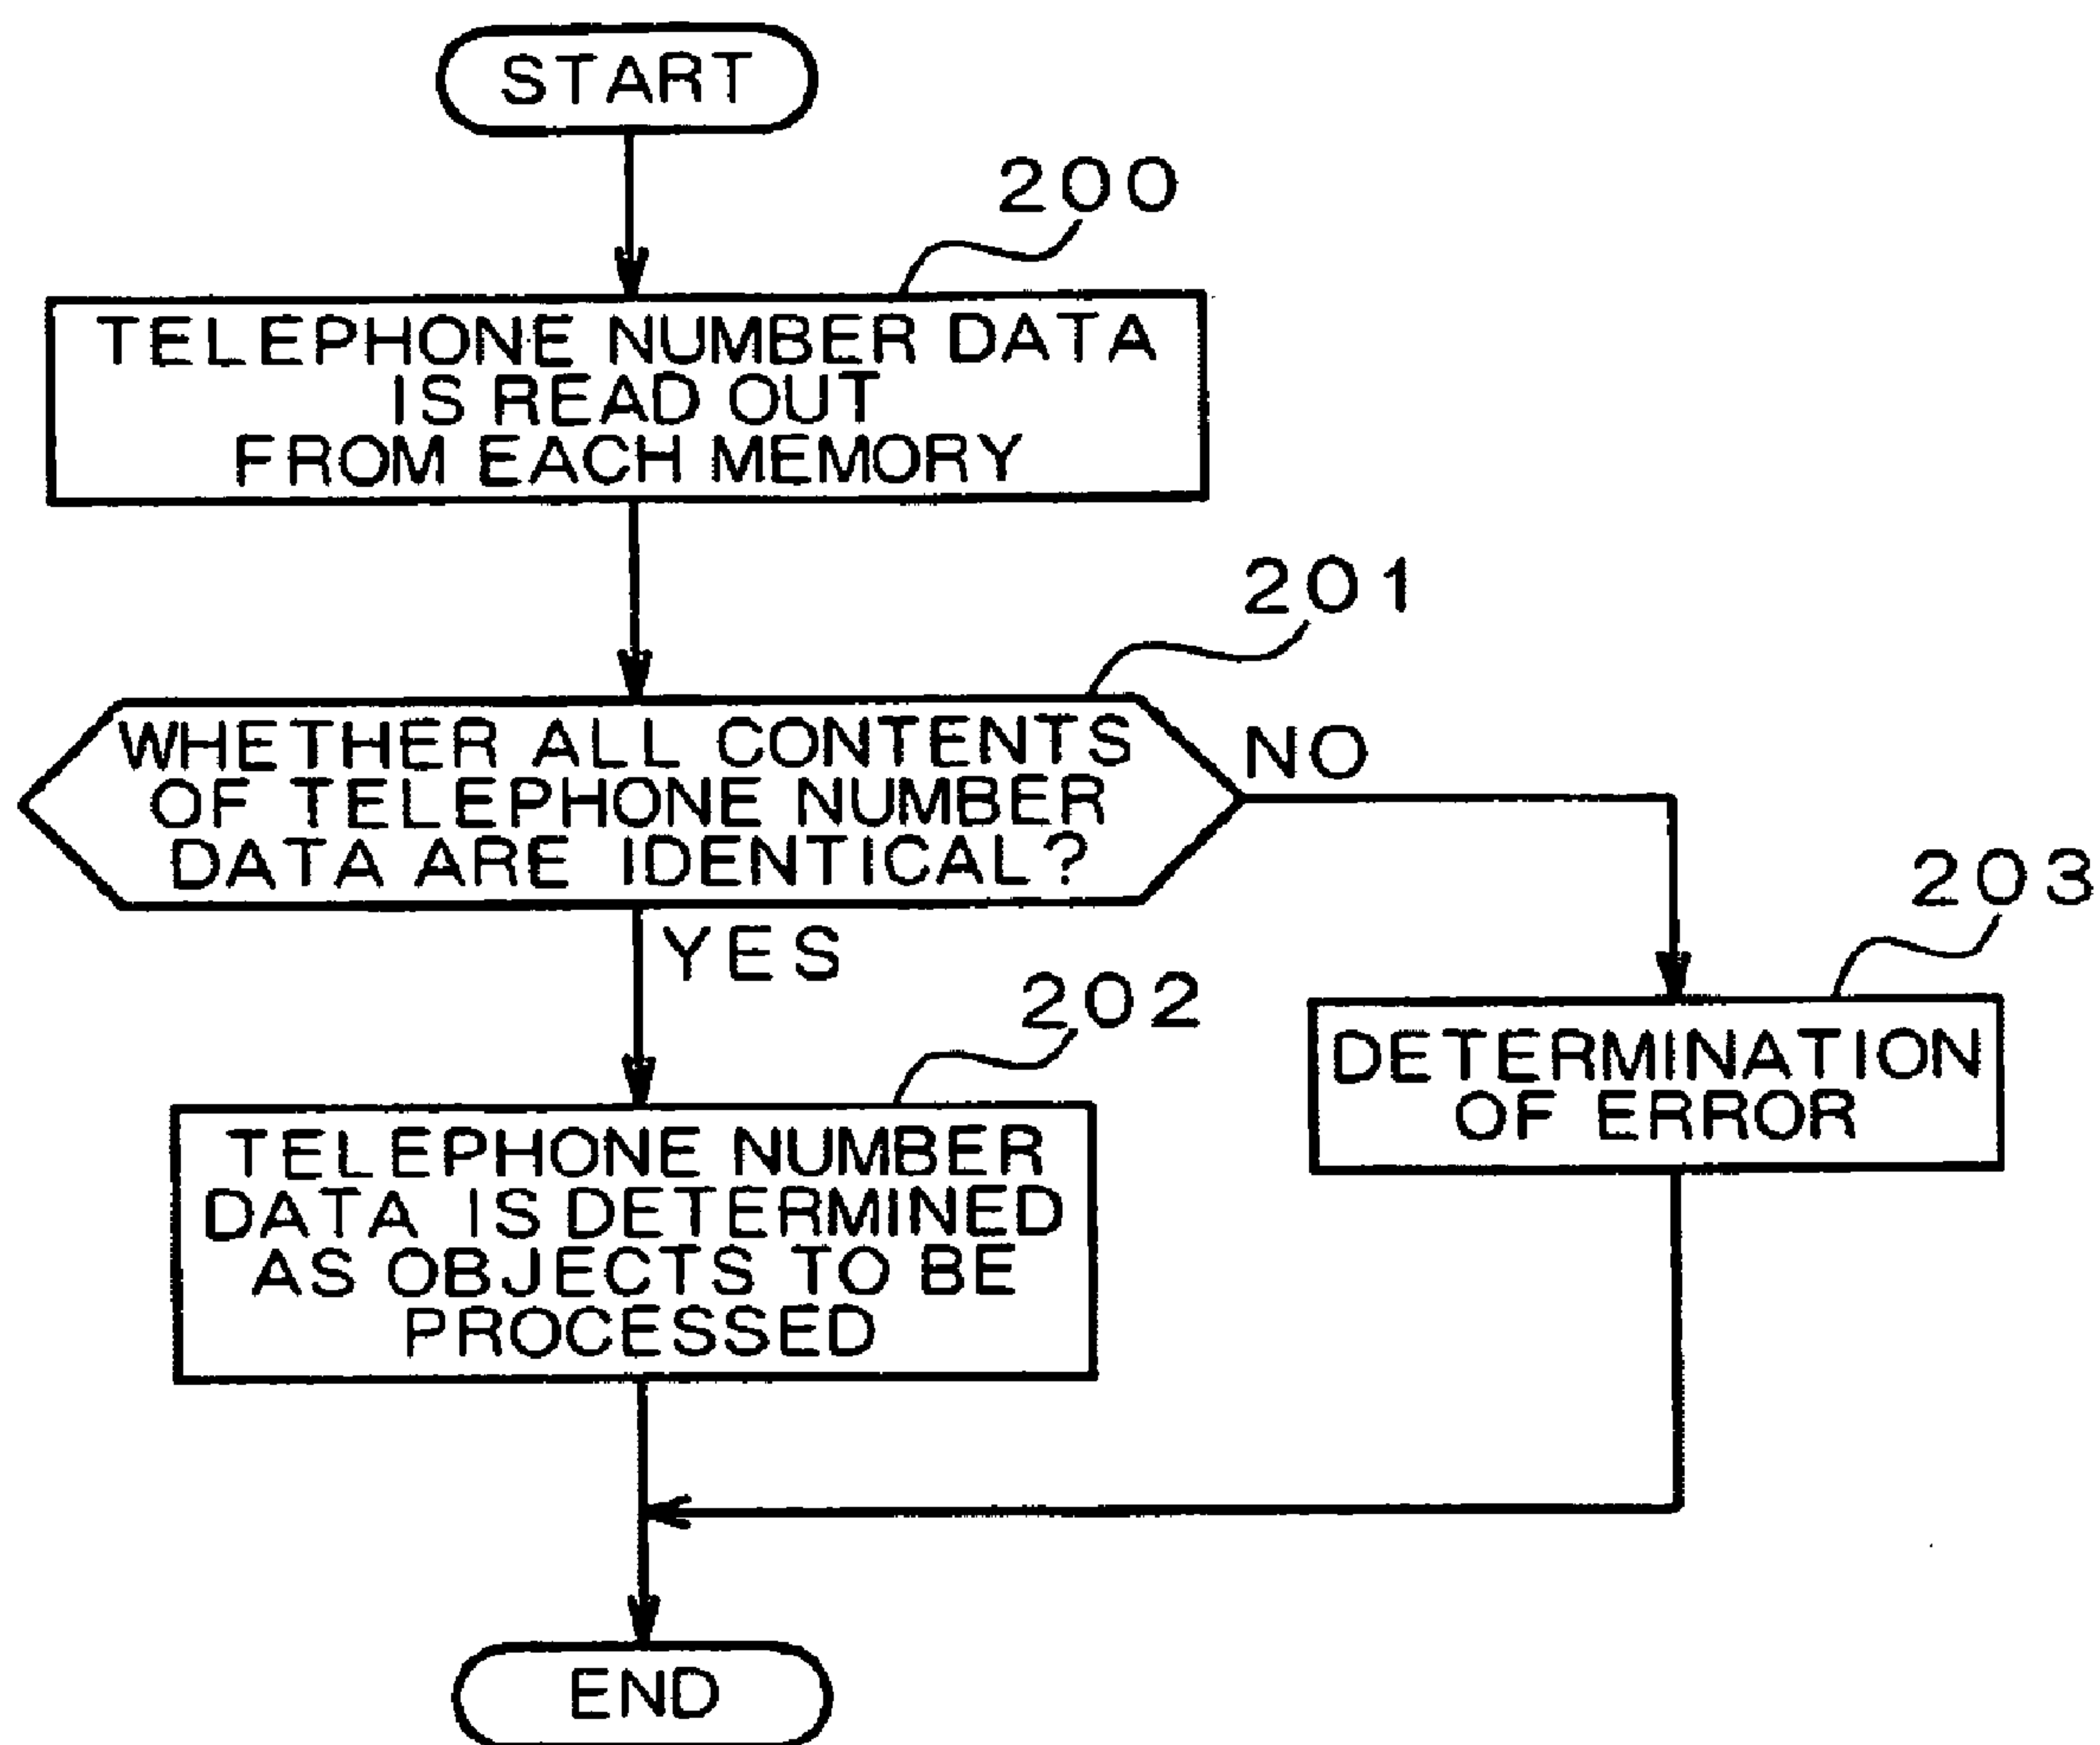 START
200
TELEPHONE NUMBER DATA
IS READ OUT
FROM EACH MEMORY
201
WHETHER ALL CONTENTS
OF TELEPHONE NUMBER
DATA ARE IDENTICAL?
NO
YES
203
DETERMINATION
OF ERROR
202
TELEPHONE NUMBER
DATA IS DETERMINED
AS OBJECTS TO BE
PROCESSED
END